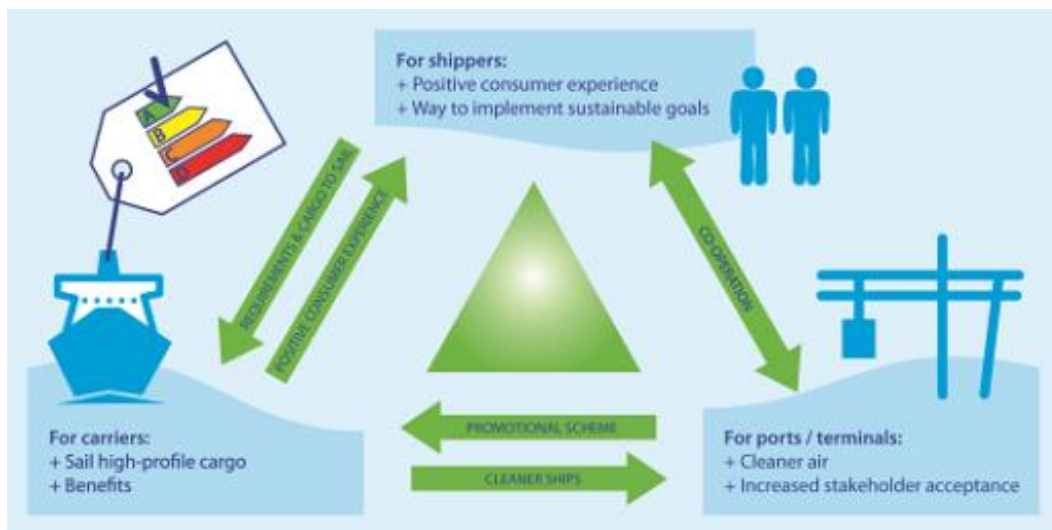 For shippers:
+ Positive consumer experience
+ Way to implement sustainable goals
A
B
C
D
REQUIREMENTS & CARGO TO SAIL
POSITIVE CONSUMER EXPERIENCE
CO-OPERATION
PROMOTIONAL SCHEME
CLEANER SHIPS
For carriers:
+ Sail high-profile cargo
+ Benefits
For ports / terminals:
+ Cleaner air
+ Increased stakeholder acceptance